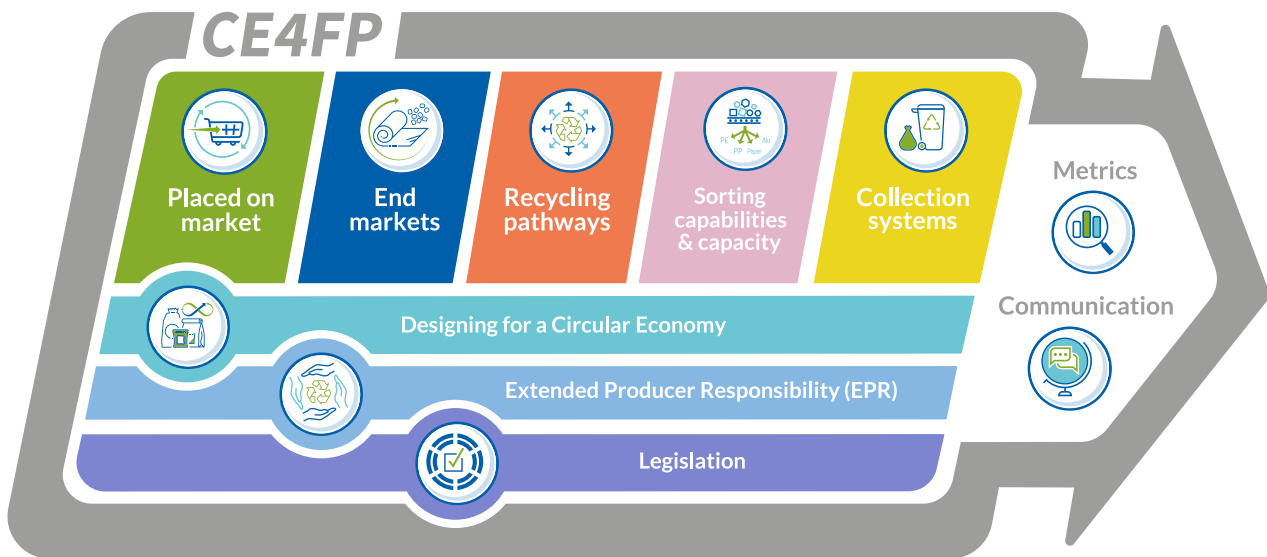 CE4FP
Placed on
market
End
markets
Recycling
pathways
PE
PP
Paper
Alu
Sorting
capabilities
& capacity
Collection
systems
Designing for a Circular Economy
Extended Producer Responsibility (EPR)
Legislation
Metrics
Communication